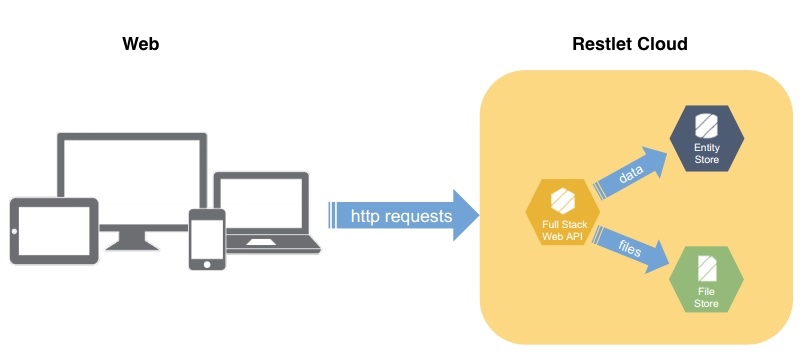 Web
Restlet Cloud
http requests
Full Stack
Web API
data
files
Entity
Store
File
Store